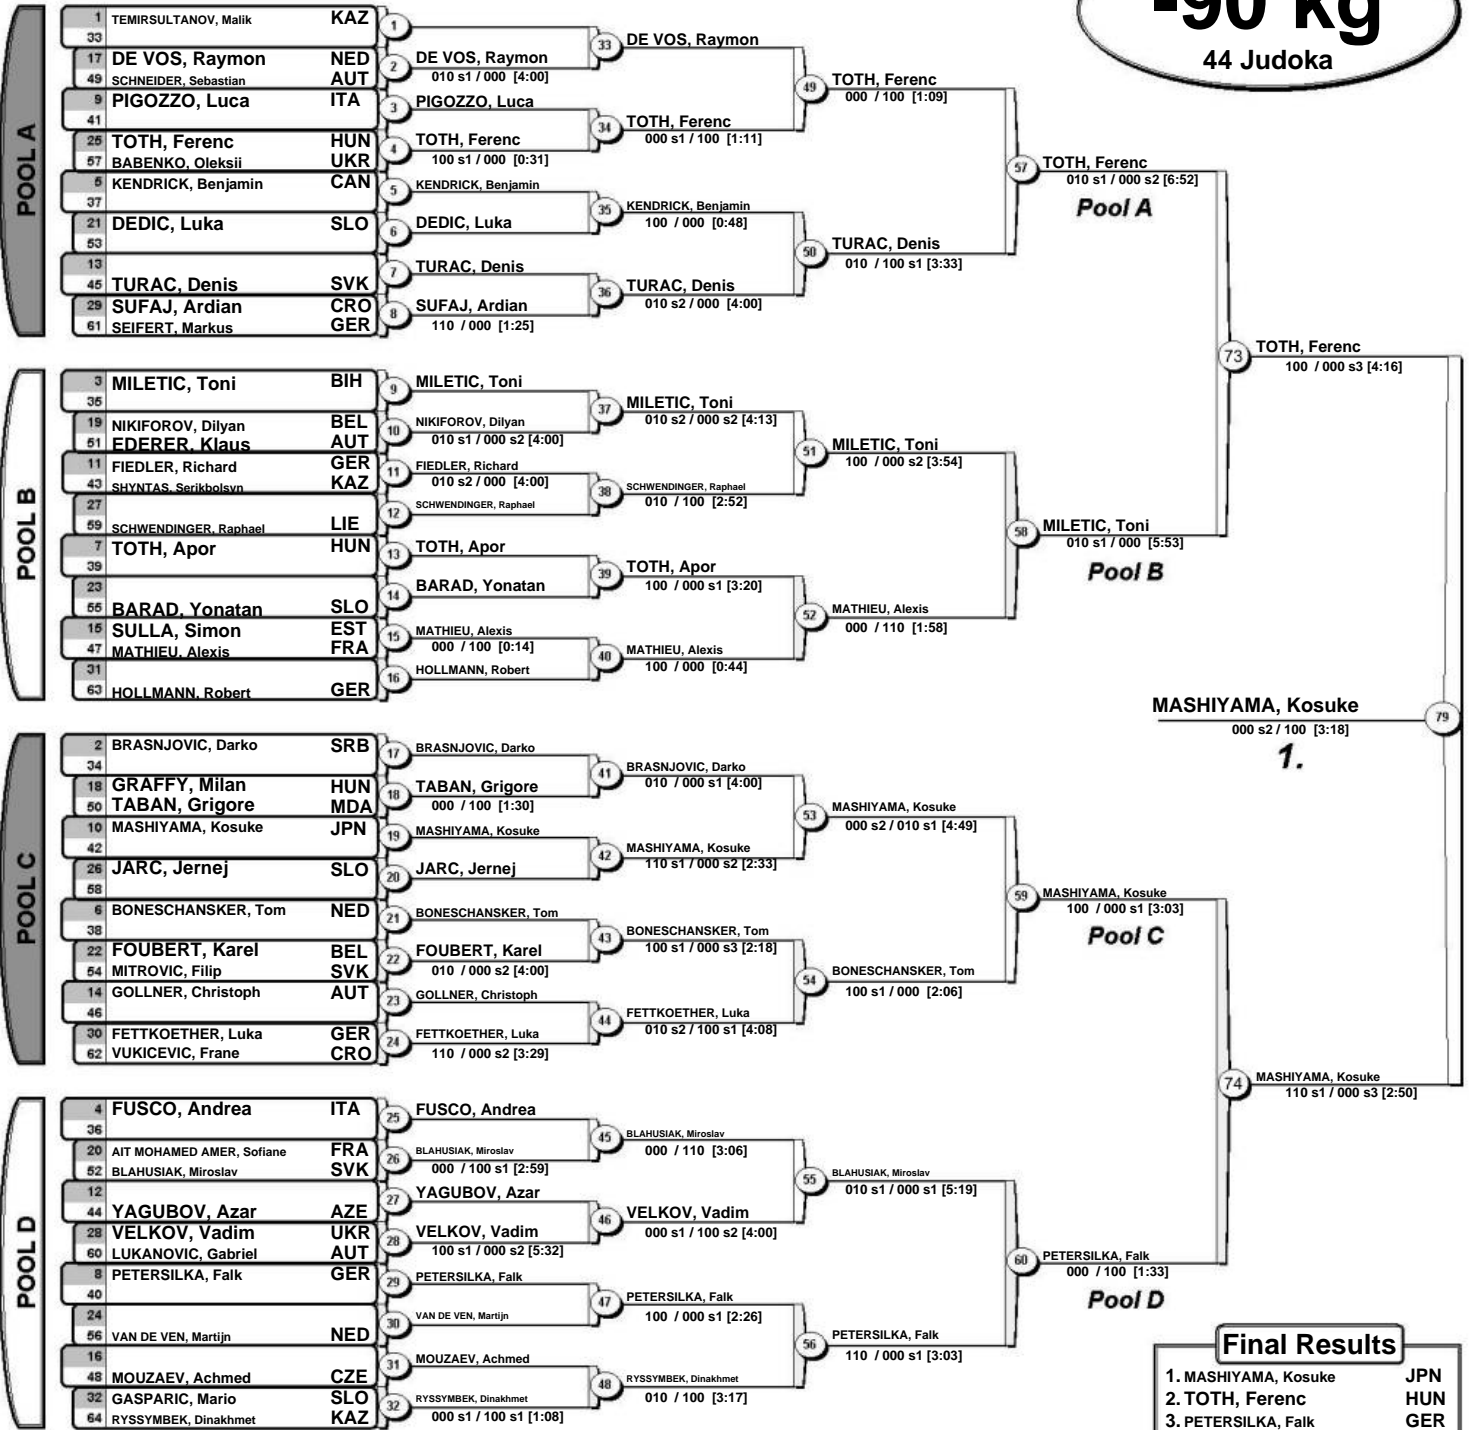 -90 kg
44 Judoka
POOL A
1 TEMIRSULTANOV, Malik KAZ
33
17 DE VOS, Raymon NED
49 SCHNEIDER, Sebastian AUT
9 PIGOZZO, Luca ITA
41
25 TOTH, Ferenc HUN
57 BABENKO, Oleksii UKR
5 KENDRICK, Benjamin CAN
37
21 DEDIC, Luka SLO
53
13
45 TURAC, Denis SVK
29 SUFAJ, Ardian CRO
61 SEIFERT, Markus GER
1
2 DE VOS, Raymon
010 s1 / 000 [4:00]
3 PIGOZZO, Luca
4 TOTH, Ferenc
100 s1 / 000 [0:31]
5 KENDRICK, Benjamin
6 DEDIC, Luka
7 TURAC, Denis
8 SUFAJ, Ardian
110 / 000 [1:25]
33 DE VOS, Raymon
34 TOTH, Ferenc
000 s1 / 100 [1:11]
35 KENDRICK, Benjamin
100 / 000 [0:48]
36 TURAC, Denis
010 s2 / 000 [4:00]
49 TOTH, Ferenc
000 / 100 [1:09]
50 TURAC, Denis
010 / 100 s1 [3:33]
57 TOTH, Ferenc
010 s1 / 000 s2 [6:52]
Pool A
POOL B
3 MILETIC, Toni BIH
35
19 NIKIFOROV, Dilyan BEL
51 EDERER, Klaus AUT
11 FIEDLER, Richard GER
43 SHYNTAS, Serikbolsyn KAZ
27
59 SCHWENDINGER, Raphael LIE
7 TOTH, Apor HUN
39
23
55 BARAD, Yonatan SLO
15 SULLA, Simon EST
47 MATHIEU, Alexis FRA
31
63 HOLLMANN, Robert GER
9 MILETIC, Toni
10 NIKIFOROV, Dilyan
010 s1 / 000 s2 [4:00]
11 FIEDLER, Richard
010 s2 / 000 [4:00]
12 SCHWENDINGER, Raphael
13 TOTH, Apor
14 BARAD, Yonatan
15 MATHIEU, Alexis
000 / 100 [0:14]
16 HOLLMANN, Robert
37 MILETIC, Toni
010 s2 / 000 s2 [4:13]
38 SCHWENDINGER, Raphael
010 / 100 [2:52]
39 TOTH, Apor
100 / 000 s1 [3:20]
40 MATHIEU, Alexis
100 / 000 [0:44]
51 MILETIC, Toni
100 / 000 s2 [3:54]
52 MATHIEU, Alexis
000 / 110 [1:58]
58 MILETIC, Toni
010 s1 / 000 [5:53]
Pool B
73 TOTH, Ferenc
100 / 000 s3 [4:16]
MASHIYAMA, Kosuke 79
000 s2 / 100 [3:18]
1.
POOL C
2 BRASNJOVIC, Darko SRB
34
18 GRAFFY, Milan HUN
50 TABAN, Grigore MDA
10 MASHIYAMA, Kosuke JPN
42
26 JARC, Jernej SLO
58
6 BONESCHANSKER, Tom NED
38
22 FOUBERT, Karel BEL
54 MITROVIC, Filip SVK
14 GOLLNER, Christoph AUT
46
30 FETTKOETHER, Luka GER
62 VUKICEVIC, Frane CRO
17 BRASNJOVIC, Darko
18 TABAN, Grigore
000 / 100 [1:30]
19 MASHIYAMA, Kosuke
20 JARC, Jernej
21 BONESCHANSKER, Tom
22 FOUBERT, Karel
010 / 000 s2 [4:00]
23 GOLLNER, Christoph
24 FETTKOETHER, Luka
110 / 000 s2 [3:29]
41 BRASNJOVIC, Darko
010 / 000 s1 [4:00]
42 MASHIYAMA, Kosuke
110 s1 / 000 s2 [2:33]
43 BONESCHANSKER, Tom
100 s1 / 000 s3 [2:18]
44 FETTKOETHER, Luka
010 s2 / 100 s1 [4:08]
53 MASHIYAMA, Kosuke
000 s2 / 010 s1 [4:49]
54 BONESCHANSKER, Tom
100 s1 / 000 [2:06]
59 MASHIYAMA, Kosuke
100 / 000 s1 [3:03]
Pool C
POOL D
4 FUSCO, Andrea ITA
36
20 AIT MOHAMED AMER, Sofiane FRA
52 BLAHUSIAK, Miroslav SVK
12
44 YAGUBOV, Azar AZE
28 VELKOV, Vadim UKR
60 LUKANOVIC, Gabriel AUT
8 PETERSILKA, Falk GER
40
24
56 VAN DE VEN, Martijn NED
16
48 MOUZAEV, Achmed CZE
32 GASPARIC, Mario SLO
64 RYSSYMBEK, Dinakhmet KAZ
25 FUSCO, Andrea
26 BLAHUSIAK, Miroslav
000 / 100 s1 [2:59]
27 YAGUBOV, Azar
28 VELKOV, Vadim
100 s1 / 000 s2 [5:32]
29 PETERSILKA, Falk
30 VAN DE VEN, Martijn
31 MOUZAEV, Achmed
32 RYSSYMBEK, Dinakhmet
000 s1 / 100 s1 [1:08]
45 BLAHUSIAK, Miroslav
000 / 110 [3:06]
46 VELKOV, Vadim
000 s1 / 100 s2 [4:00]
47 PETERSILKA, Falk
100 / 000 s1 [2:26]
48 RYSSYMBEK, Dinakhmet
010 / 100 [3:17]
55 BLAHUSIAK, Miroslav
010 s1 / 000 s1 [5:19]
56 PETERSILKA, Falk
110 / 000 s1 [3:03]
60 PETERSILKA, Falk
000 / 100 [1:33]
Pool D
74 MASHIYAMA, Kosuke
110 s1 / 000 s3 [2:50]
Final Results
1. MASHIYAMA, Kosuke JPN
2. TOTH, Ferenc HUN
3. PETERSILKA, Falk GER